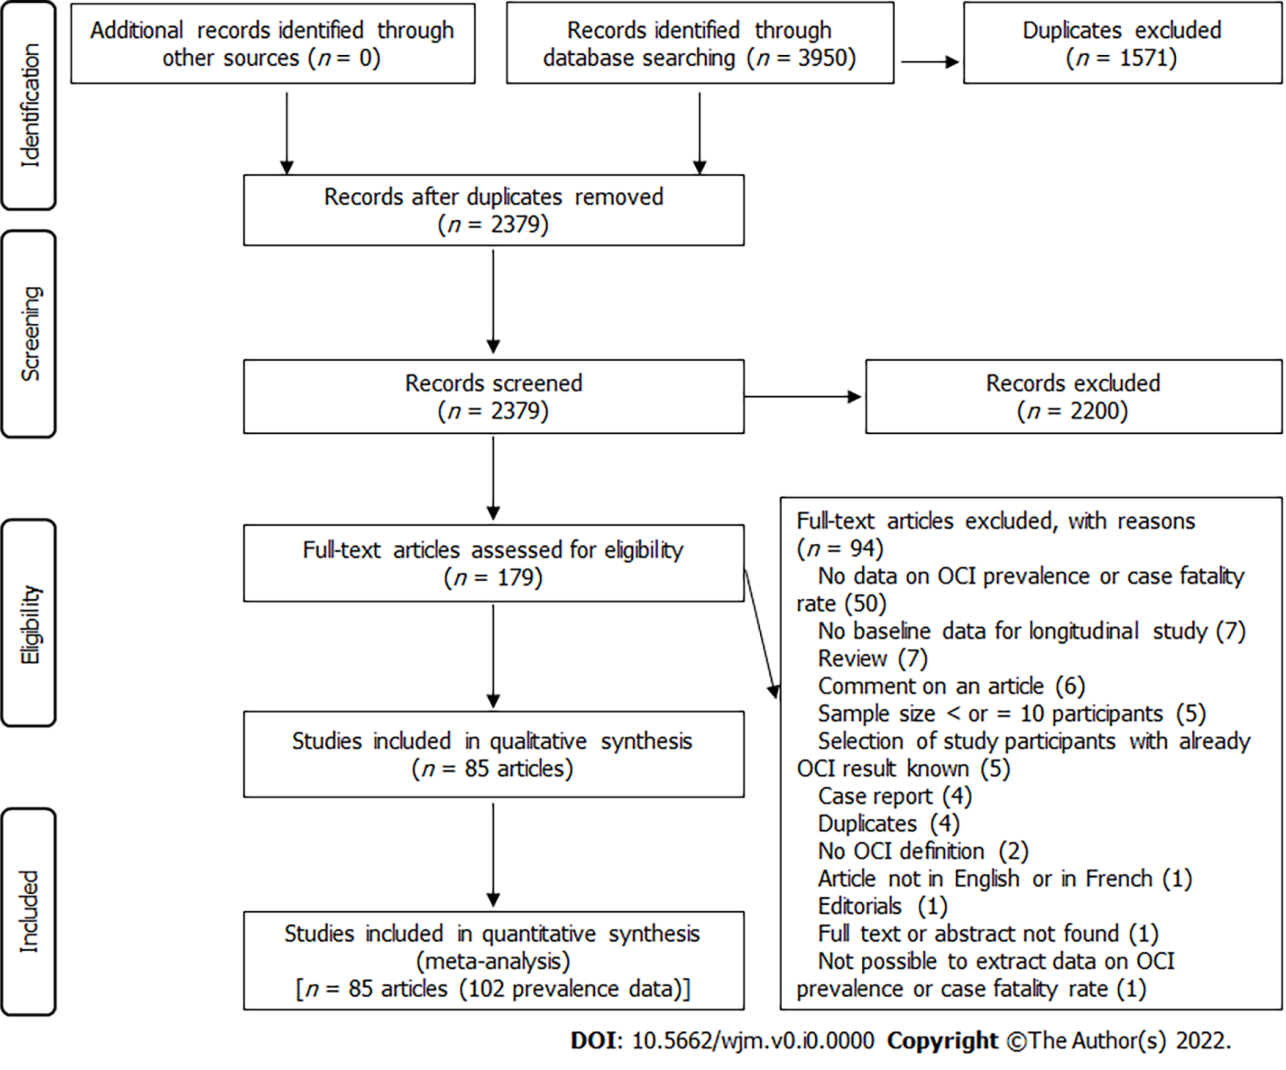 Identification
Additional records identified through
other sources (n = 0)
Records identified through
database searching (n = 3950)
Duplicates excluded
(n = 1571)
Records after duplicates removed
(n = 2379)
Screening
Records screened
(n = 2379)
Records excluded
(n = 2200)
Eligibility
Full-text articles assessed for eligibility
(n = 179)
Full-text articles excluded, with reasons
(n = 94)
No data on OCI prevalence or case fatality
rate (50)
No baseline data for longitudinal study (7)
Review (7)
Comment on an article (6)
Sample size < or = 10 participants (5)
Selection of study participants with already
OCI result known (5)
Case report (4)
Duplicates (4)
No OCI definition (2)
Article not in English or in French (1)
Editorials (1)
Full text or abstract not found (1)
Not possible to extract data on OCI
prevalence or case fatality rate (1)
Studies included in qualitative synthesis
(n = 85 articles)
Included
Studies included in quantitative synthesis
(meta-analysis)
[n = 85 articles (102 prevalence data)]
DOI: 10.5662/wjm.v0.i0.0000 Copyright ©The Author(s) 2022.